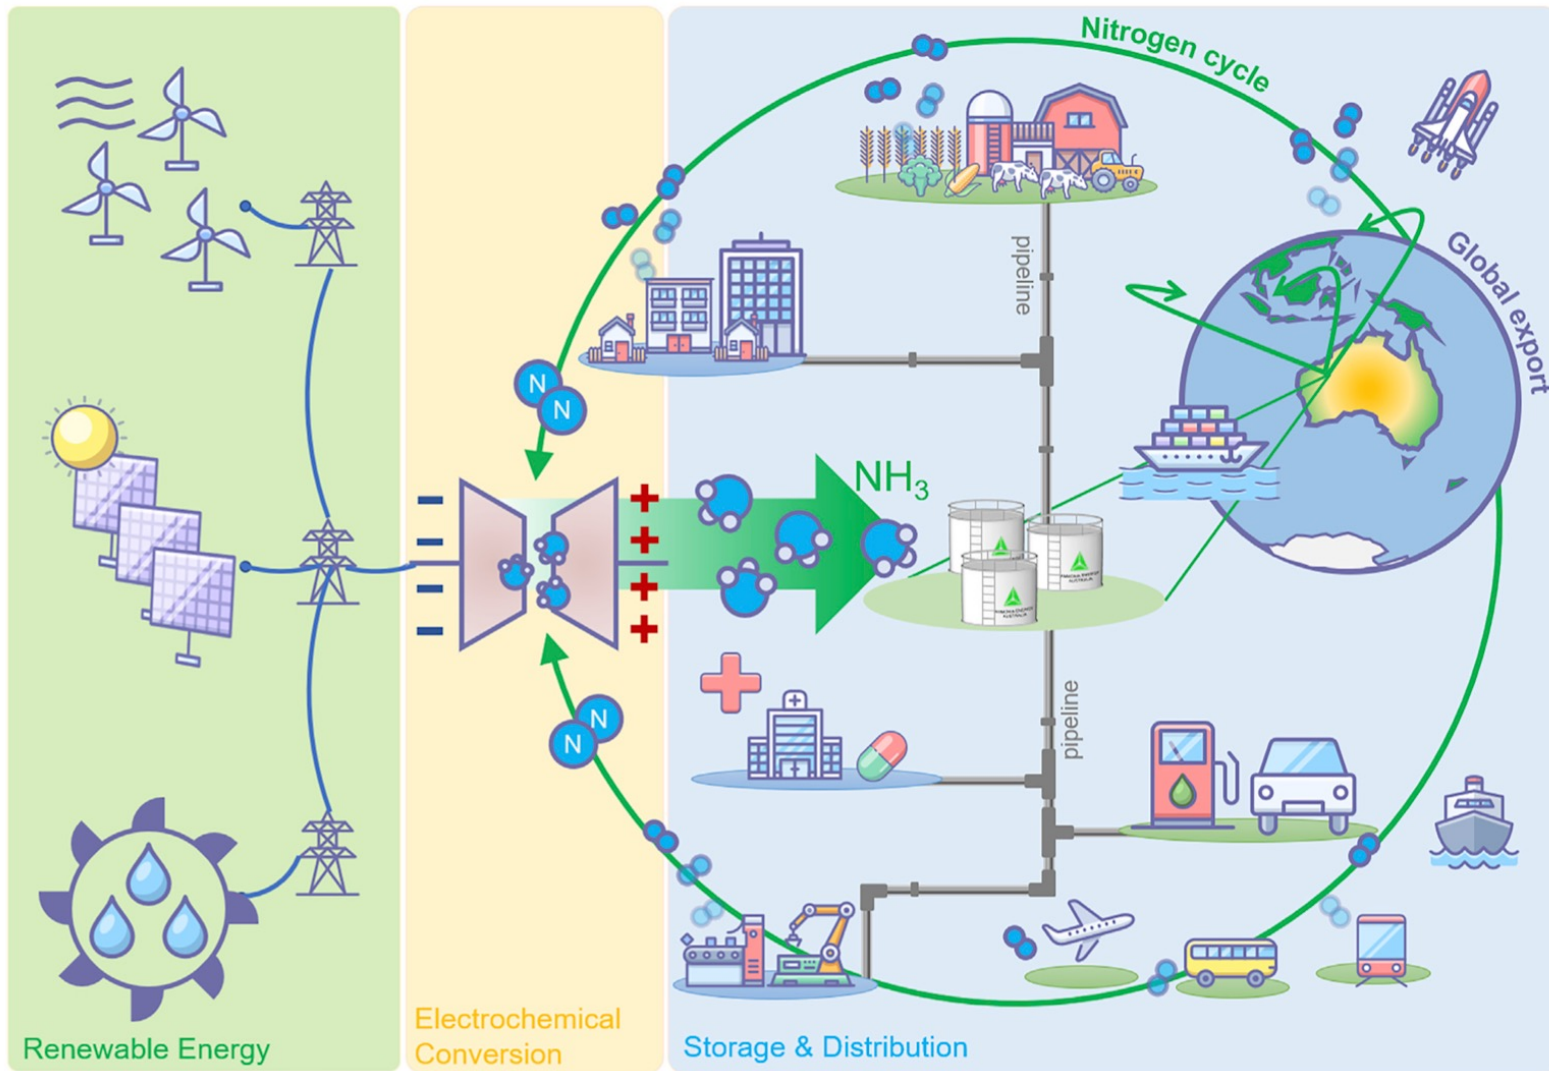 Nitrogen cycle
pipeline
Global export
N
N
NH₃
− +
− +
− +
− +
N
N
pipeline
Electrochemical
Conversion
Renewable Energy
Storage & Distribution